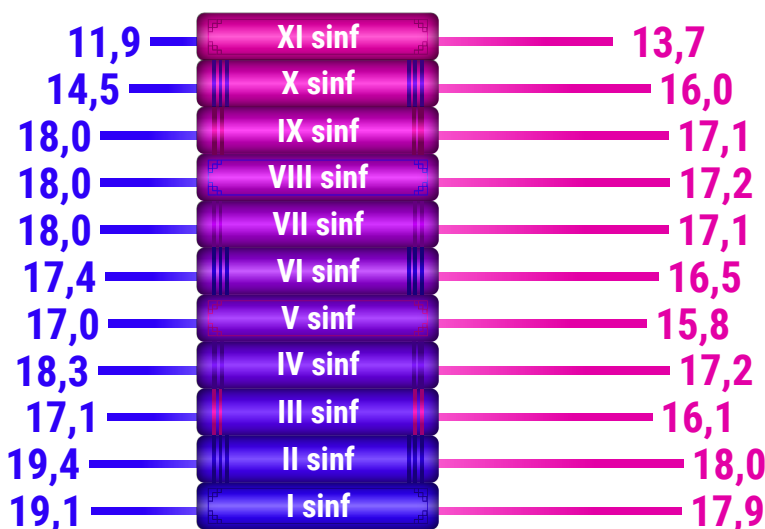 11,9 XI sinf 13,7
14,5 X sinf 16,0
18,0 IX sinf 17,1
18,0 VIII sinf 17,2
18,0 VII sinf 17,1
17,4 VI sinf 16,5
17,0 V sinf 15,8
18,3 IV sinf 17,2
17,1 III sinf 16,1
19,4 II sinf 18,0
19,1 I sinf 17,9